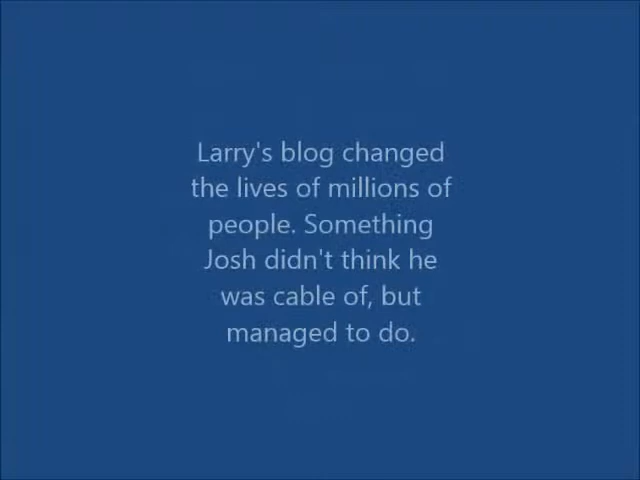 Larry's blog changed
the lives of millions of
people. Something
Josh didn't think he
was cable of, but
managed to do.